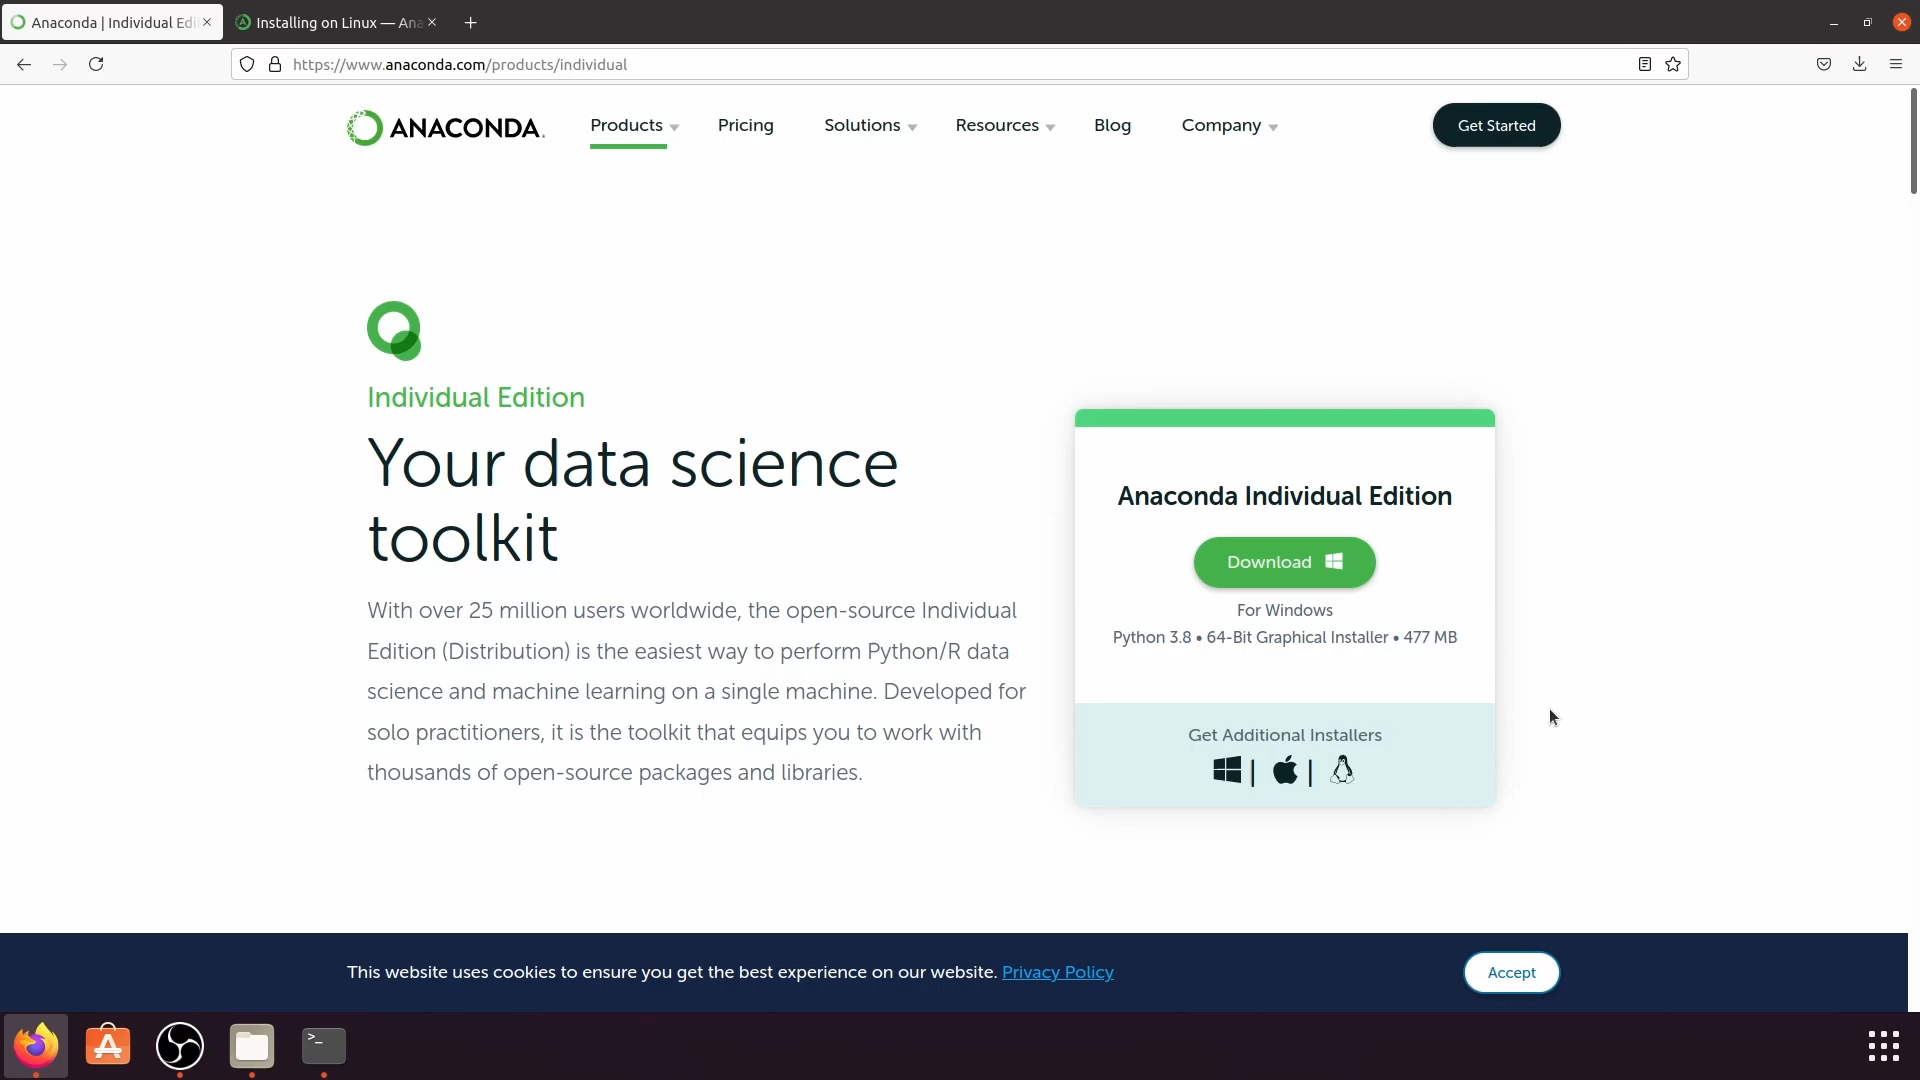 Anaconda | Individual Edi
Installing on Linux — Ana
https://www.anaconda.com/products/individual
ANACONDA.
Products
Pricing
Solutions
Resources
Blog
Company
Get Started
Individual Edition
Your data science
toolkit
With over 25 million users worldwide, the open-source Individual
Edition (Distribution) is the easiest way to perform Python/R data
science and machine learning on a single machine. Developed for
solo practitioners, it is the toolkit that equips you to work with
thousands of open-source packages and libraries.
Anaconda Individual Edition
Download
For Windows
Python 3.8 • 64-Bit Graphical Installer • 477 MB
Get Additional Installers
| |
This website uses cookies to ensure you get the best experience on our website. Privacy Policy
Accept